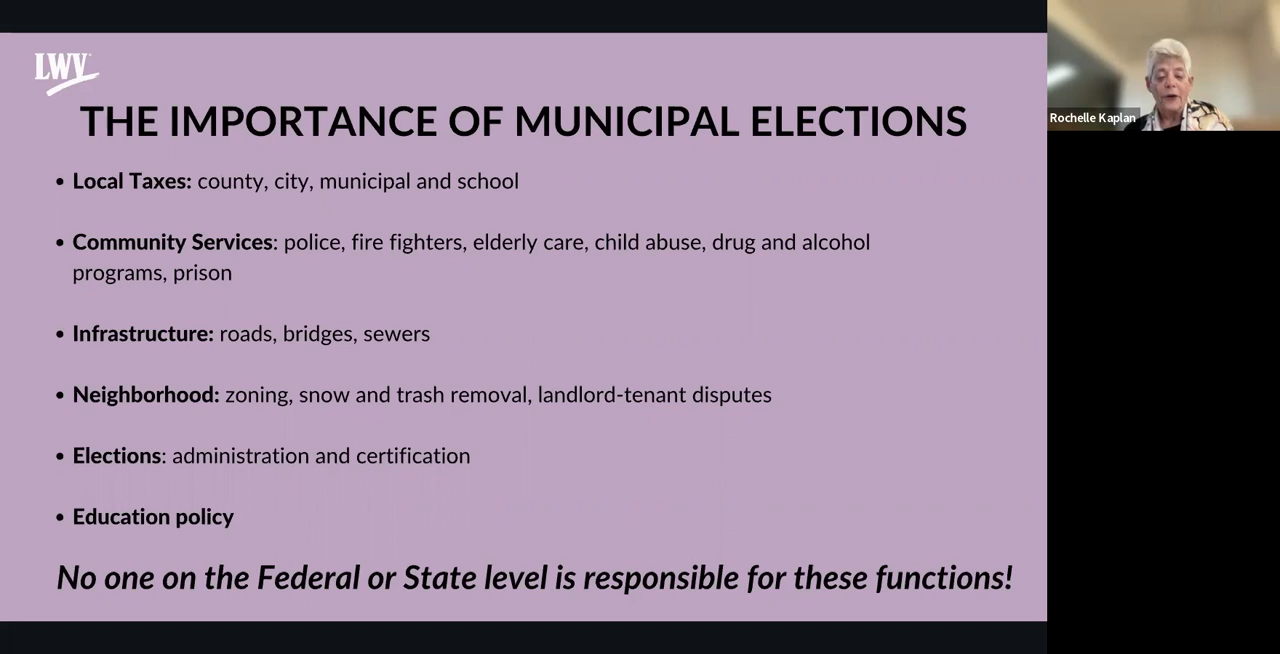 LWV
THE IMPORTANCE OF MUNICIPAL ELECTIONS
• Local Taxes: county, city, municipal and school
• Community Services: police, fire fighters, elderly care, child abuse, drug and alcohol
programs, prison
• Infrastructure: roads, bridges, sewers
• Neighborhood: zoning, snow and trash removal, landlord-tenant disputes
• Elections: administration and certification
• Education policy
No one on the Federal or State level is responsible for these functions!
Rochelle Kaplan